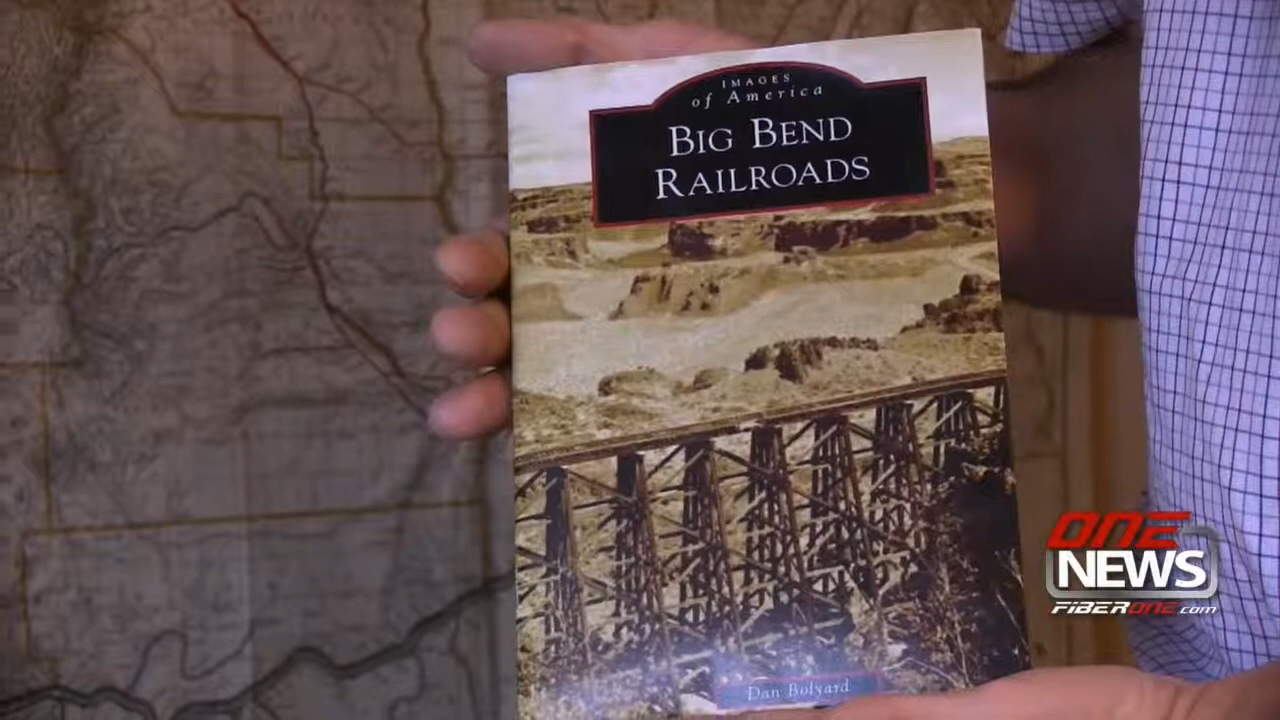 IMAGES
of America
BIG BEND
RAILROADS
Dan Bolyard
ONE
NEWS
FIBERONE.com